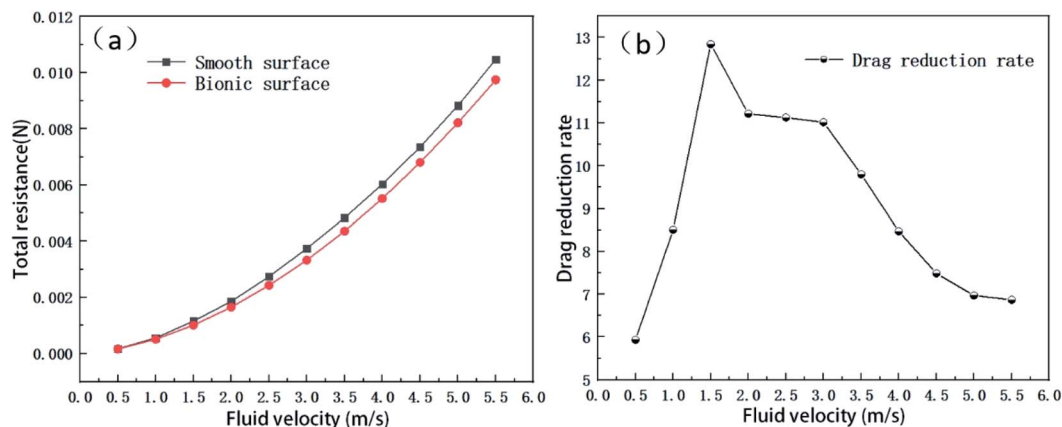 (a)
Smooth surface
Bionic surface
Total resistance(N)
0.012
0.010
0.008
0.006
0.004
0.002
0.000
0.0 0.5 1.0 1.5 2.0 2.5 3.0 3.5 4.0 4.5 5.0 5.5 6.0
Fluid velocity (m/s)
(b)
Drag reduction rate
Drag reduction rate
13
12
11
10
9
8
7
6
5
0.0 0.5 1.0 1.5 2.0 2.5 3.0 3.5 4.0 4.5 5.0 5.5 6.0
Fluid velocity (m/s)